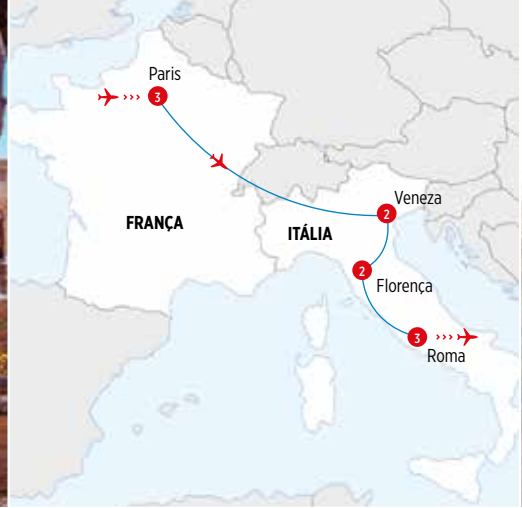 Paris
3
FRANÇA
ITÁLIA
2
Veneza
2
Florença
3
Roma